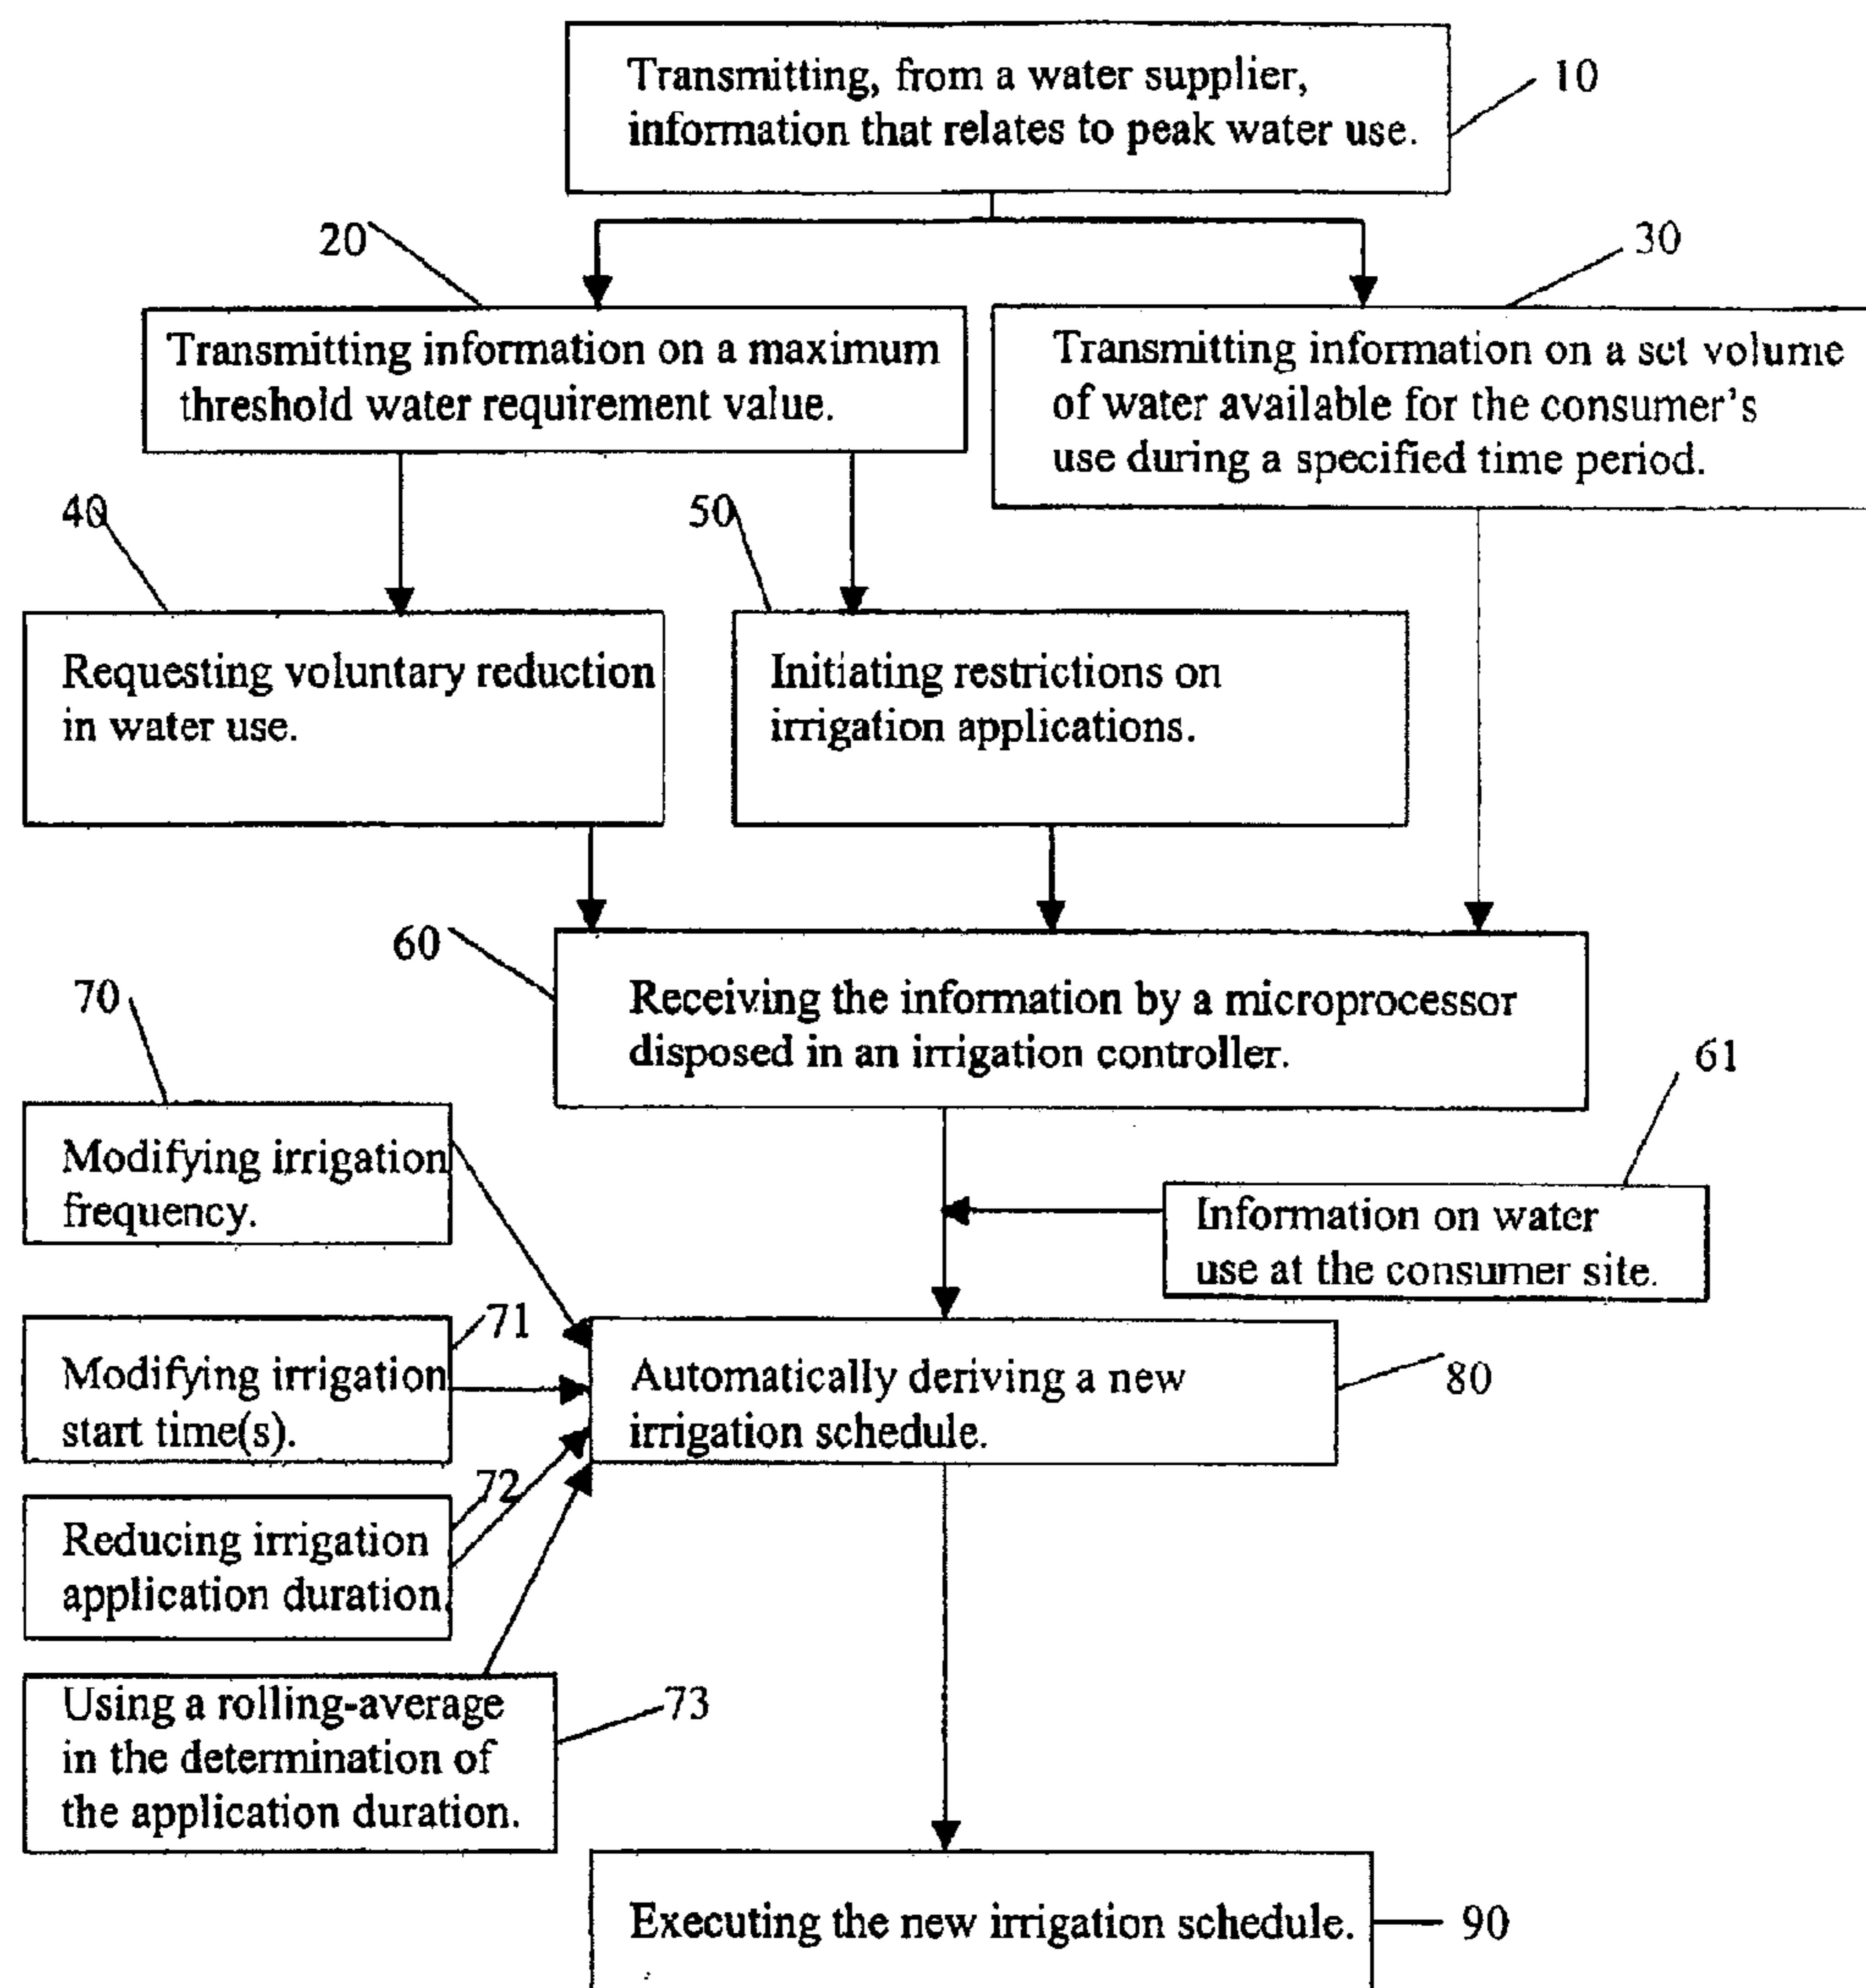 Transmitting, from a water supplier,
information that relates to peak water use.
10
20
30
Transmitting information on a maximum
threshold water requirement value.
Transmitting information on a set volume
of water available for the consumer's
use during a specified time period.
40
50
Requesting voluntary reduction
in water use.
Initiating restrictions on
irrigation applications.
60
Receiving the information by a microprocessor
disposed in an irrigation controller.
70
61
Modifying irrigation
frequency.
Information on water
use at the consumer site.
71
Modifying irrigation
start time(s).
Automatically deriving a new
irrigation schedule.
80
72
Reducing irrigation
application duration.
Using a rolling-average
in the determination of
the application duration.
73
Executing the new irrigation schedule.
90